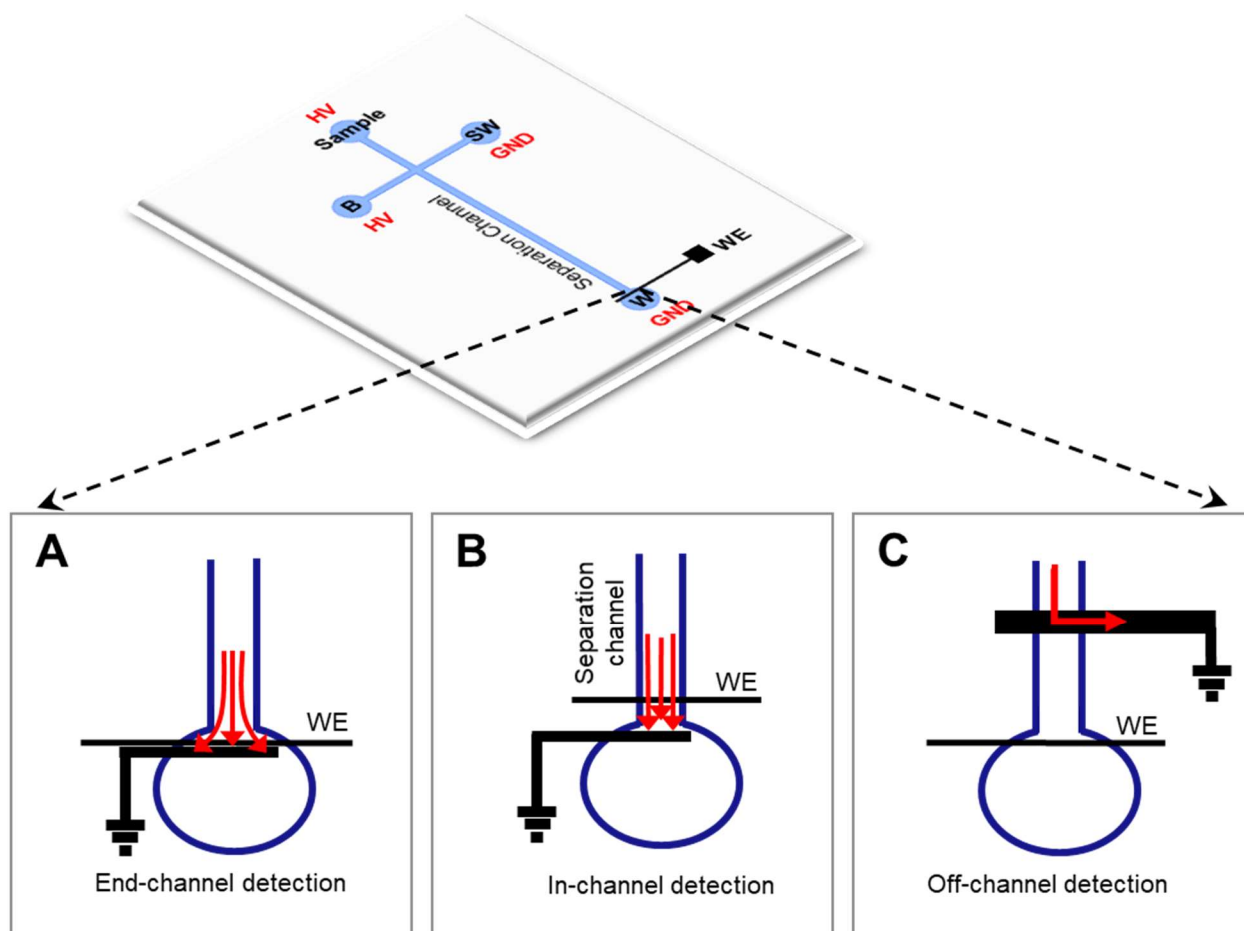 HV
Sample
SW
GND
B
HV
Separation Channel
WE
W
GND
A
WE
End-channel detection
B
Separation
channel
WE
In-channel detection
C
WE
Off-channel detection